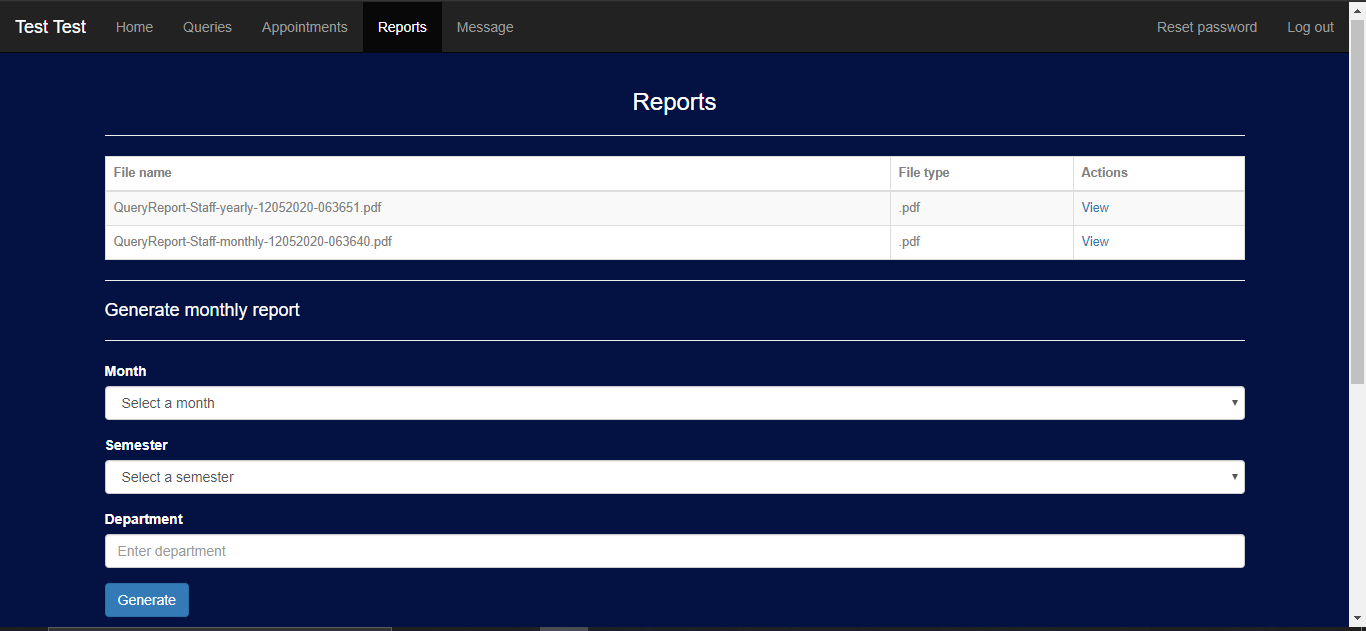 Test Test Home Queries Appointments Reports Message Reset password Log out
Reports
File name File type Actions
QueryReport-Staff-yearly-12052020-063651.pdf .pdf View
QueryReport-Staff-monthly-12052020-063640.pdf .pdf View
Generate monthly report
Month
Select a month
Semester
Select a semester
Department
Enter department
Generate